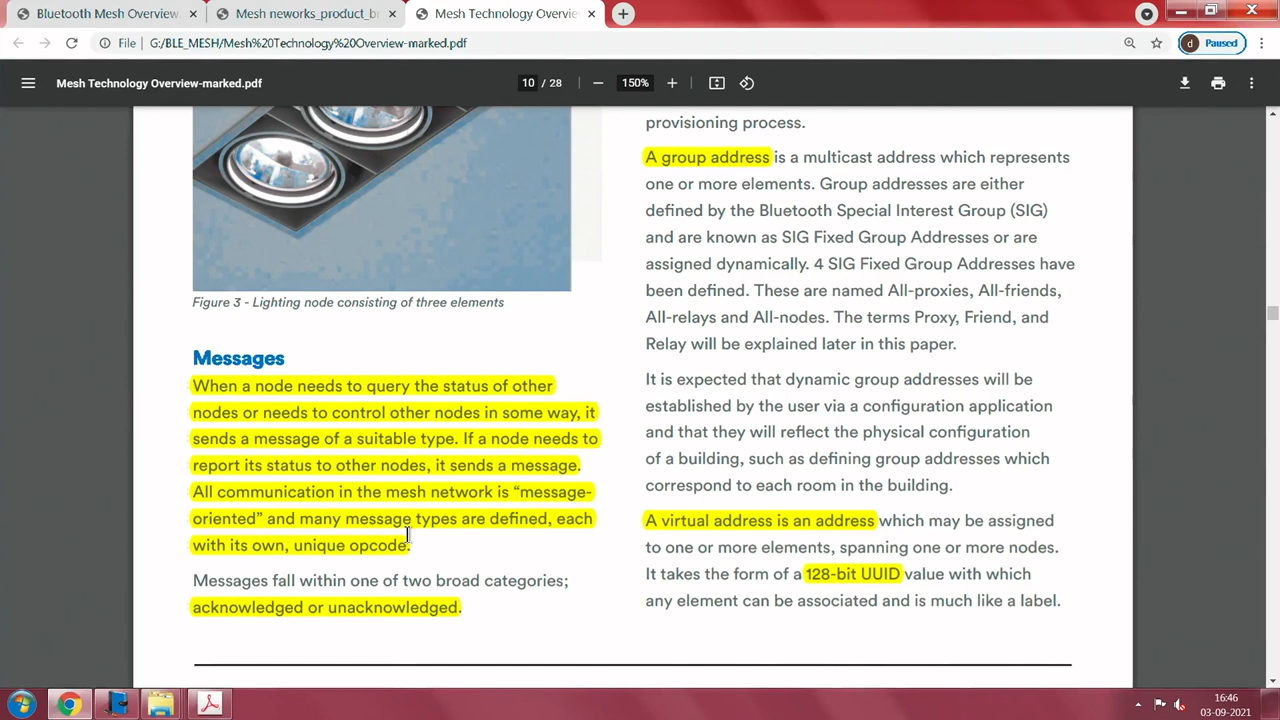 Bluetooth Mesh Overview
Mesh neworks_product_br
Mesh Technology Overvie
File
G:/BLE_MESH/Mesh%20Technology%20Overview-marked.pdf
d
Paused
Mesh Technology Overview-marked.pdf
10 / 28
150%
Figure 3 - Lighting node consisting of three elements
Messages
When a node needs to query the status of other
nodes or needs to control other nodes in some way, it
sends a message of a suitable type. If a node needs to
report its status to other nodes, it sends a message.
All communication in the mesh network is “message-
oriented” and many message types are defined, each
with its own, unique opcode.
Messages fall within one of two broad categories;
acknowledged or unacknowledged.
provisioning process.
A group address is a multicast address which represents
one or more elements. Group addresses are either
defined by the Bluetooth Special Interest Group (SIG)
and are known as SIG Fixed Group Addresses or are
assigned dynamically. 4 SIG Fixed Group Addresses have
been defined. These are named All-proxies, All-friends,
All-relays and All-nodes. The terms Proxy, Friend, and
Relay will be explained later in this paper.
It is expected that dynamic group addresses will be
established by the user via a configuration application
and that they will reflect the physical configuration
of a building, such as defining group addresses which
correspond to each room in the building.
A virtual address is an address which may be assigned
to one or more elements, spanning one or more nodes.
It takes the form of a 128-bit UUID value with which
any element can be associated and is much like a label.
16:46
03-09-2021